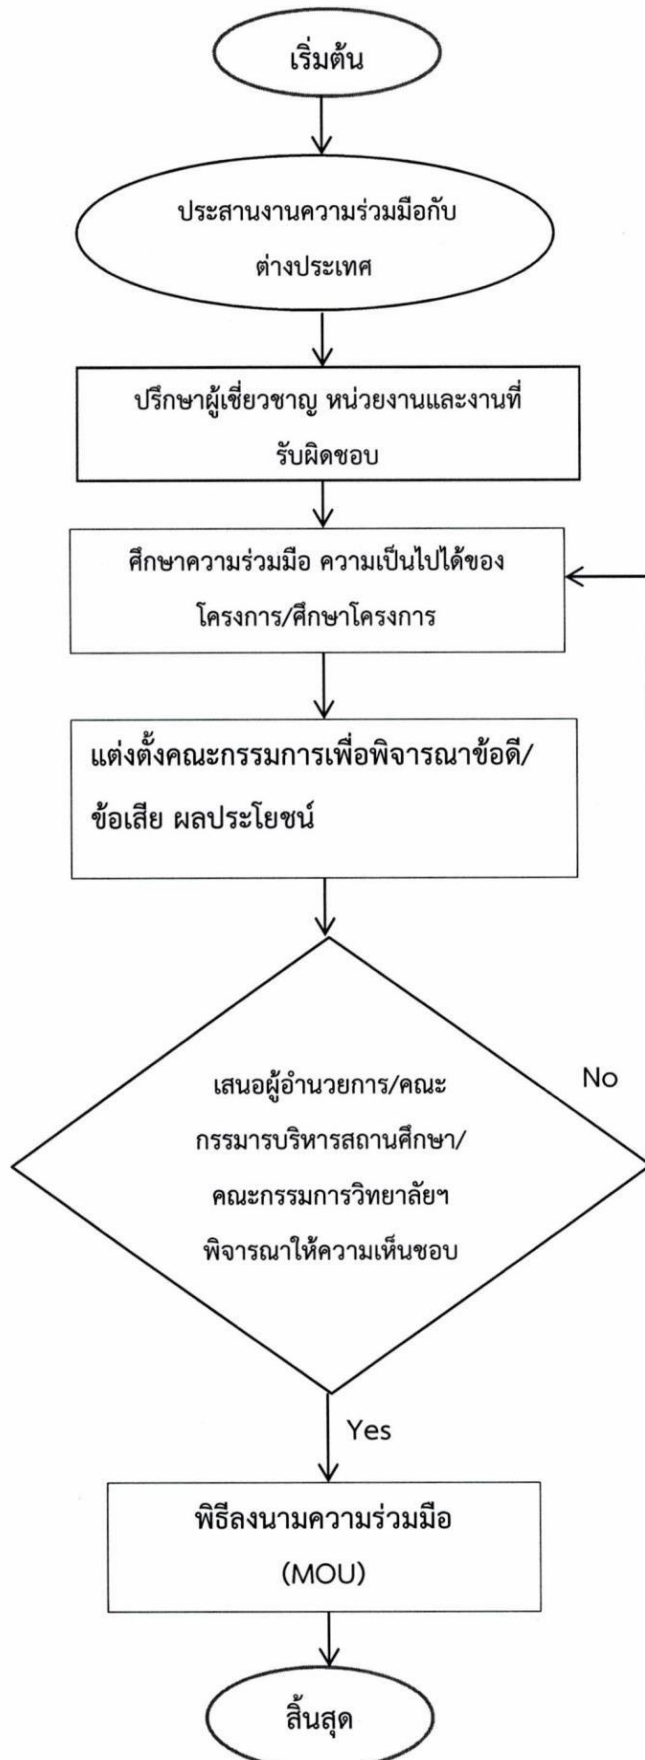 เริ่มต้น
ประสานงานความร่วมมือกับ
ต่างประเทศ
ปรึกษาผู้เชี่ยวชาญ หน่วยงานและงานที่
รับผิดชอบ
ศึกษาความร่วมมือ ความเป็นไปได้ของ
โครงการ/ศึกษาโครงการ
แต่งตั้งคณะกรรมการเพื่อพิจารณาข้อดี/
ข้อเสีย ผลประโยชน์
เสนอผู้อำนวยการ/คณะ
กรรมารบริหารสถานศึกษา/
คณะกรรมการวิทยาลัยฯ
พิจารณาให้ความเห็นชอบ
No
Yes
พิธีลงนามความร่วมมือ
(MOU)
สิ้นสุด